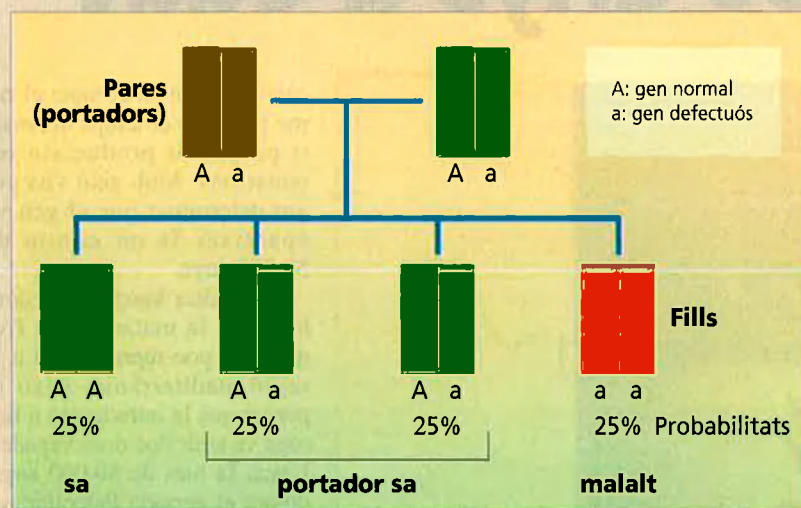 Pares
(portadors)
A: gen normal
a: gen defectuós
A a
A a
Fills
A A
A a
A a
a a
25%
25%
25%
25% Probabilitats
sa
portador sa
malalt